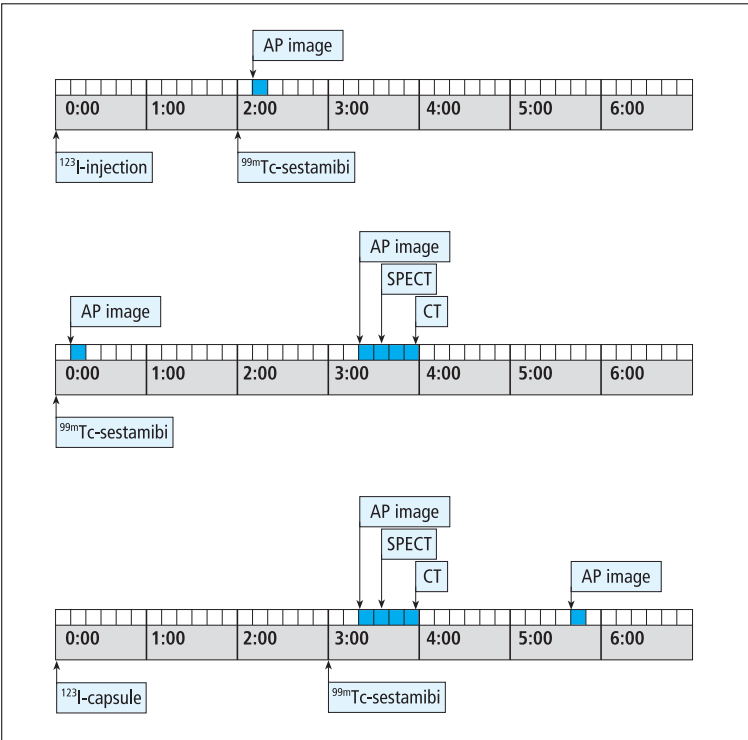 AP image
0:00 1:00 2:00 3:00 4:00 5:00 6:00
¹²³I-injection ⁹⁹ᵐTc-sestamibi
AP image
SPECT
AP image CT
0:00 1:00 2:00 3:00 4:00 5:00 6:00
⁹⁹ᵐTc-sestamibi
AP image
SPECT
CT AP image
0:00 1:00 2:00 3:00 4:00 5:00 6:00
¹²³I-capsule ⁹⁹ᵐTc-sestamibi